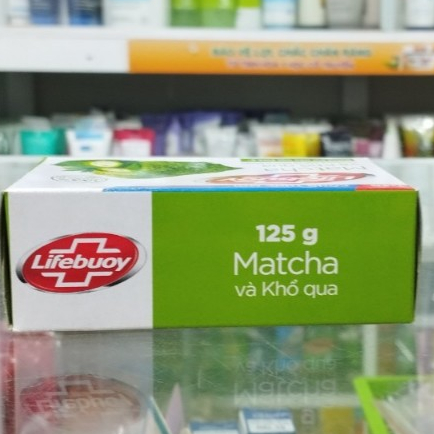 Lifebuoy
125 g
Matcha
và Khổ qua